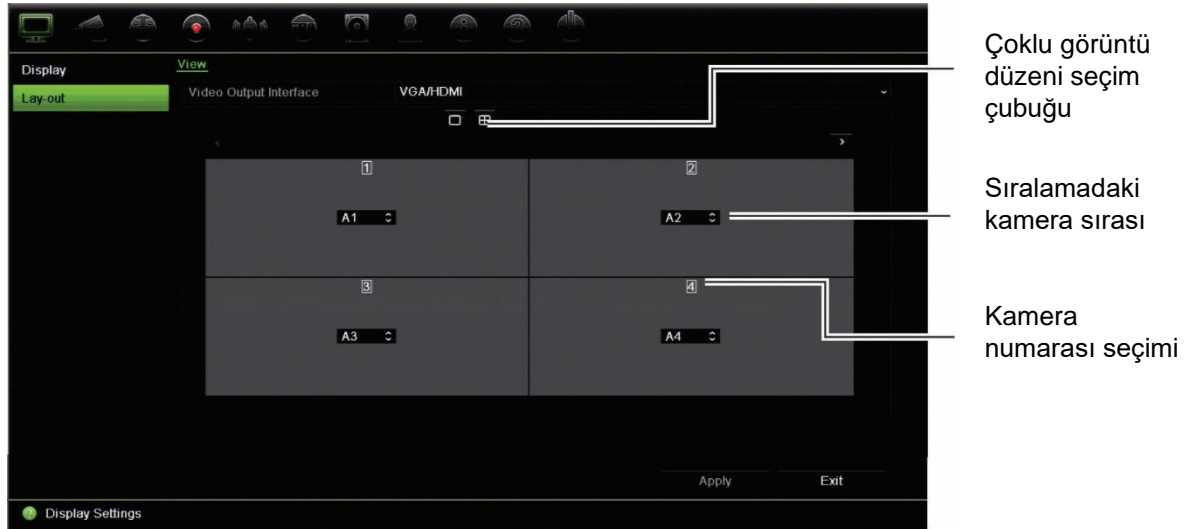 Display
View
Lay-out
Video Output Interface VGA/HDMI
1 2
A1 A2
3 4
A3 A4
Apply Exit
Display Settings
Çoklu görüntü
düzeni seçim
çubuğu
Sıralamadaki
kamera sırası
Kamera
numarası seçimi